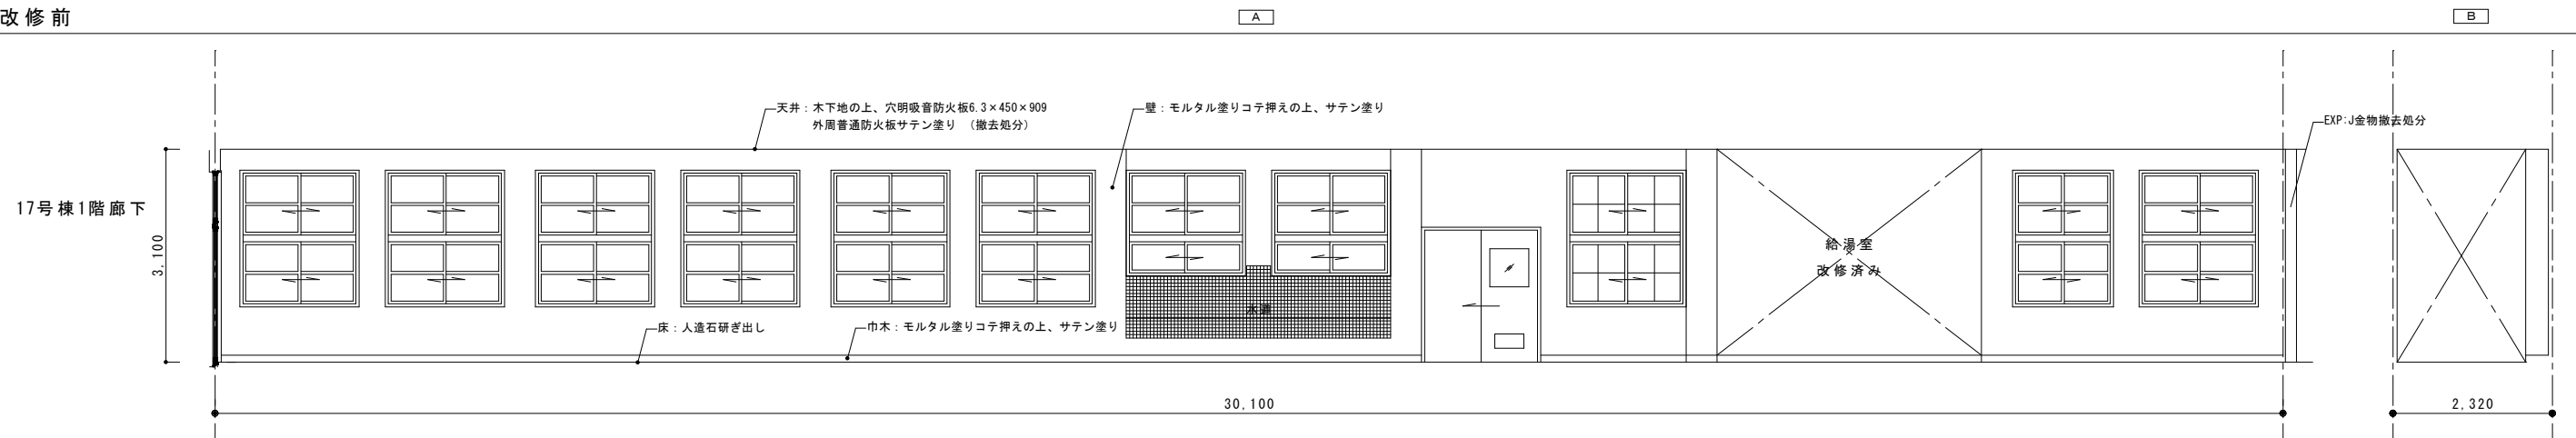 改修前
A
B
天井：木下地の上、穴明吸音防火板6.3×450×909
外周普通防火板サテン塗り （撤去処分）
壁：モルタル塗りコテ押えの上、サテン塗り
EXP:J金物撤去処分
17号棟1階廊下
3,100
給湯室
改修済み
水道
床：人造石研ぎ出し
巾木：モルタル塗りコテ押えの上、サテン塗り
30,100
2,320